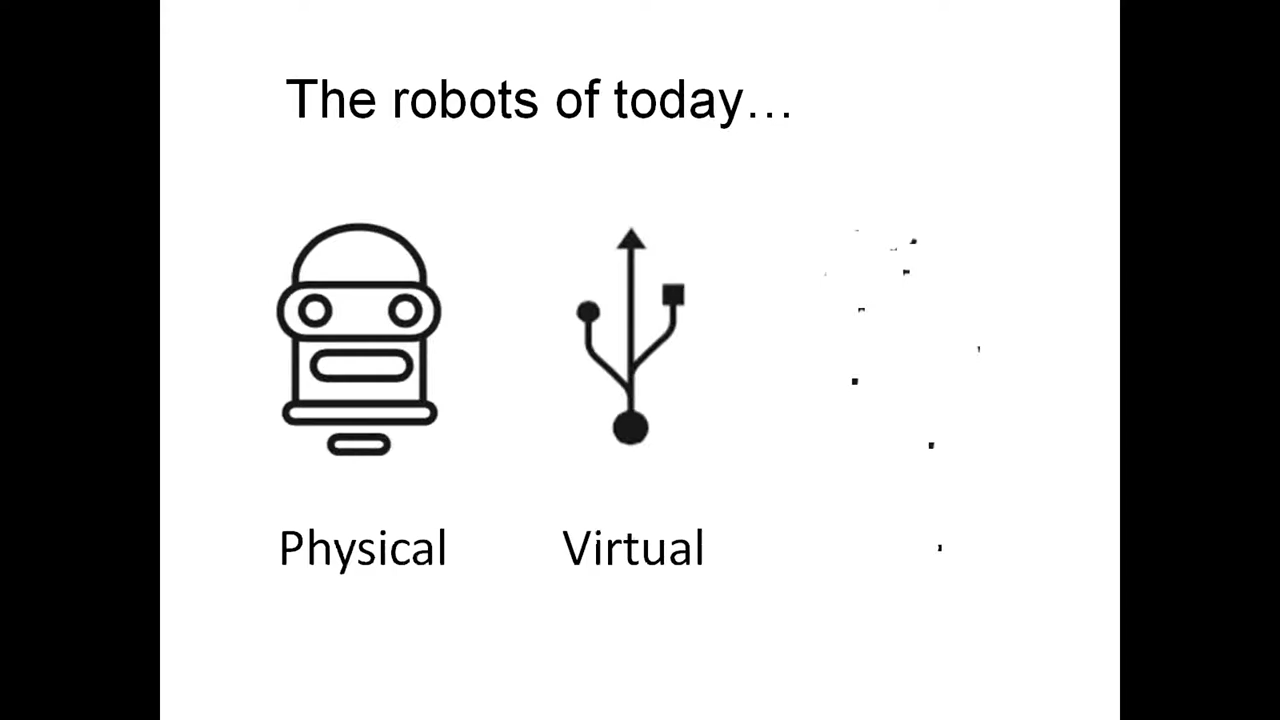 The robots of today…
Physical
Virtual